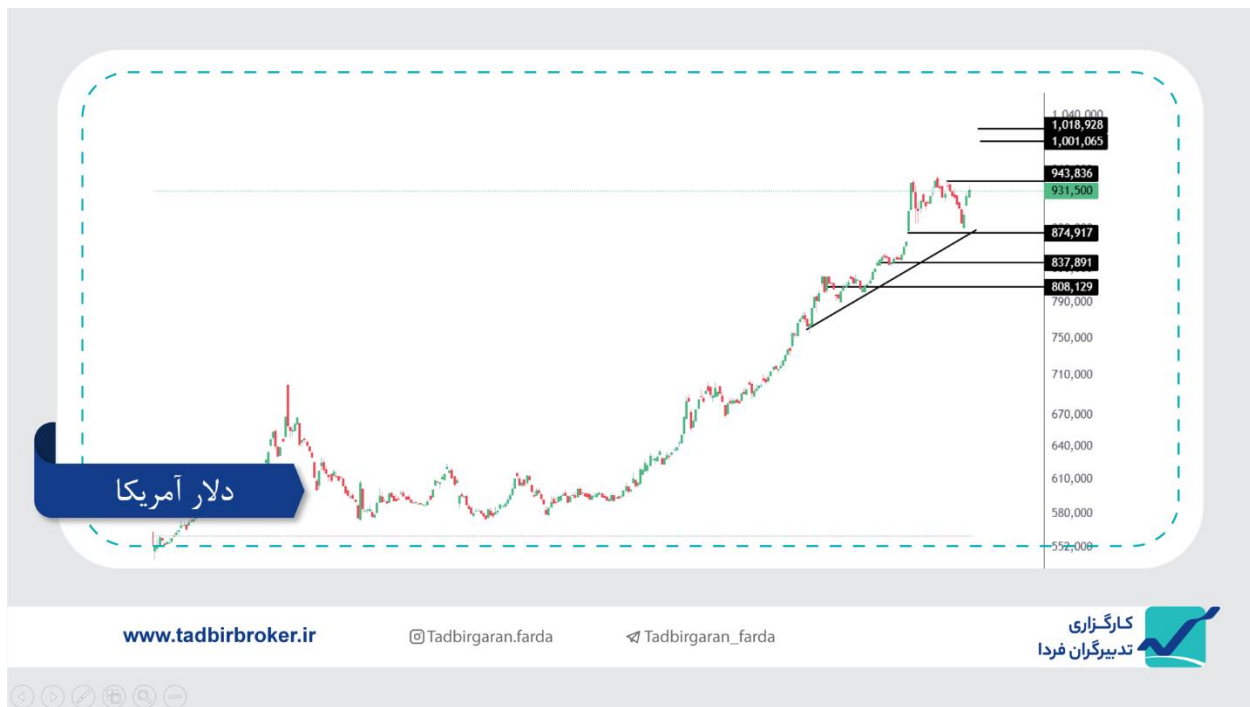 1,040,000
1,018,928
1,001,065
943,836
931,500
874,917
837,891
808,129
790,000
750,000
710,000
670,000
640,000
610,000
580,000
552,000
دلار آمریکا
www.tadbirbroker.ir
Tadbirgaran.farda
Tadbirgaran_farda
کارگزاری
تدبیرگران فردا